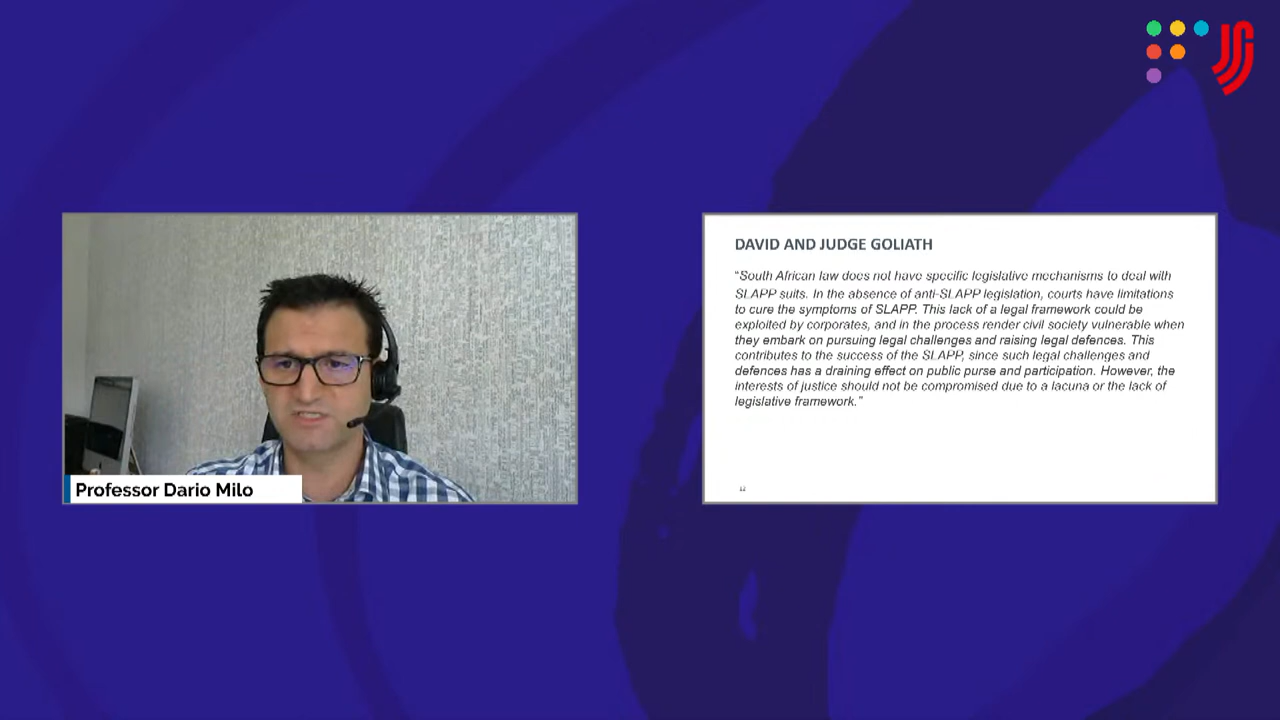 DAVID AND JUDGE GOLIATH
“South African law does not have specific legislative mechanisms to deal with
SLAPP suits. In the absence of anti-SLAPP legislation, courts have limitations
to cure the symptoms of SLAPP. This lack of a legal framework could be
exploited by corporates, and in the process render civil society vulnerable when
they embark on pursuing legal challenges and raising legal defences. This
contributes to the success of the SLAPP, since such legal challenges and
defences has a draining effect on public purse and participation. However, the
interests of justice should not be compromised due to a lacuna or the lack of
legislative framework.”
Professor Dario Milo